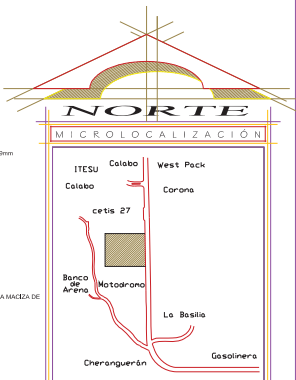 NORTE
MICROLOCALIZACIÓN
9mm
Calabo
West Pack
ITESU
Calabo
Corona
cetis 27
Banco
de
Arena
Motodromo
A MACIZA DE
La Basilia
Gasolinera
Cheranguerán